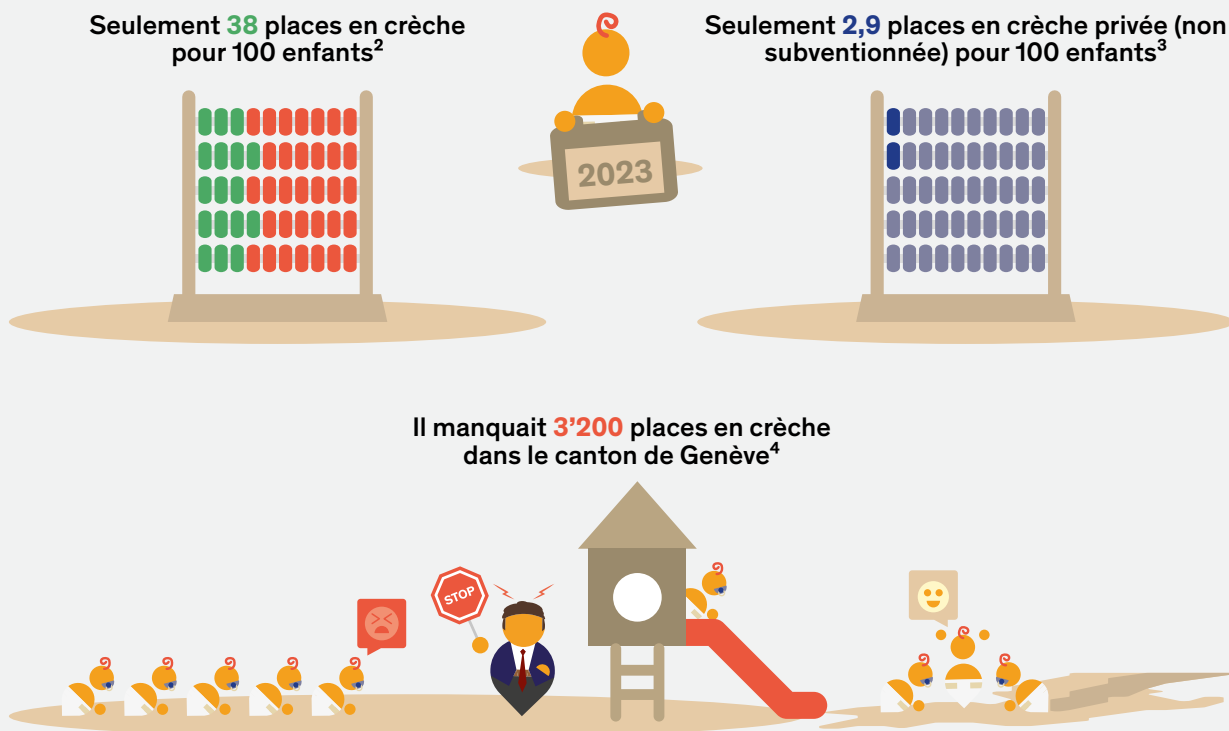 Seulement 38 places en crèche
pour 100 enfants²
Seulement 2,9 places en crèche privée (non
subventionnée) pour 100 enfants³
2023
Il manquait 3’200 places en crèche
dans le canton de Genève⁴
STOP